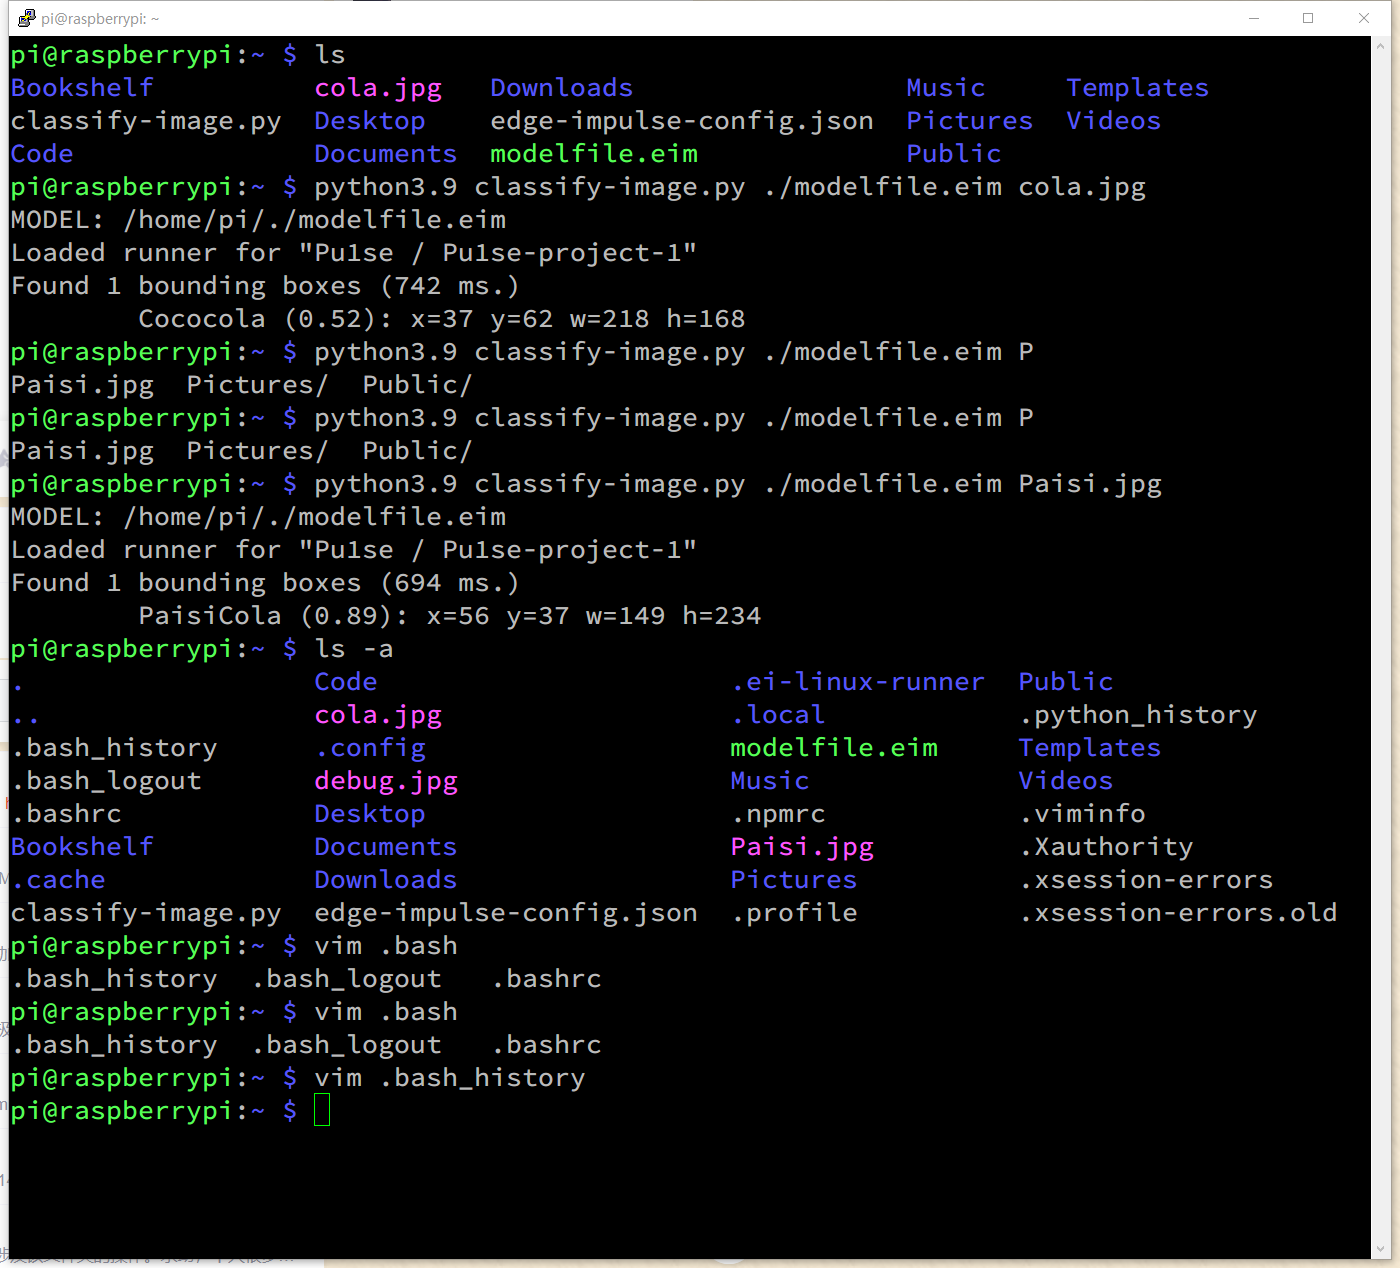 pi@raspberrypi: ~
pi@raspberrypi:~ $ ls
Bookshelf cola.jpg Downloads Music Templates
classify-image.py Desktop edge-impulse-config.json Pictures Videos
Code Documents modelfile.eim Public
pi@raspberrypi:~ $ python3.9 classify-image.py ./modelfile.eim cola.jpg
MODEL: /home/pi/./modelfile.eim
Loaded runner for "Pu1se / Pu1se-project-1"
Found 1 bounding boxes (742 ms.)
Cococola (0.52): x=37 y=62 w=218 h=168
pi@raspberrypi:~ $ python3.9 classify-image.py ./modelfile.eim P
Paisi.jpg Pictures/ Public/
pi@raspberrypi:~ $ python3.9 classify-image.py ./modelfile.eim P
Paisi.jpg Pictures/ Public/
pi@raspberrypi:~ $ python3.9 classify-image.py ./modelfile.eim Paisi.jpg
MODEL: /home/pi/./modelfile.eim
Loaded runner for "Pu1se / Pu1se-project-1"
Found 1 bounding boxes (694 ms.)
PaisiCola (0.89): x=56 y=37 w=149 h=234
pi@raspberrypi:~ $ ls -a
. Code .ei-linux-runner Public
.. cola.jpg .local .python_history
.bash_history .config modelfile.eim Templates
.bash_logout debug.jpg Music Videos
.bashrc Desktop .npmrc .viminfo
Bookshelf Documents Paisi.jpg .Xauthority
.cache Downloads Pictures .xsession-errors
classify-image.py edge-impulse-config.json .profile .xsession-errors.old
pi@raspberrypi:~ $ vim .bash
.bash_history .bash_logout .bashrc
pi@raspberrypi:~ $ vim .bash
.bash_history .bash_logout .bashrc
pi@raspberrypi:~ $ vim .bash_history
pi@raspberrypi:~ $